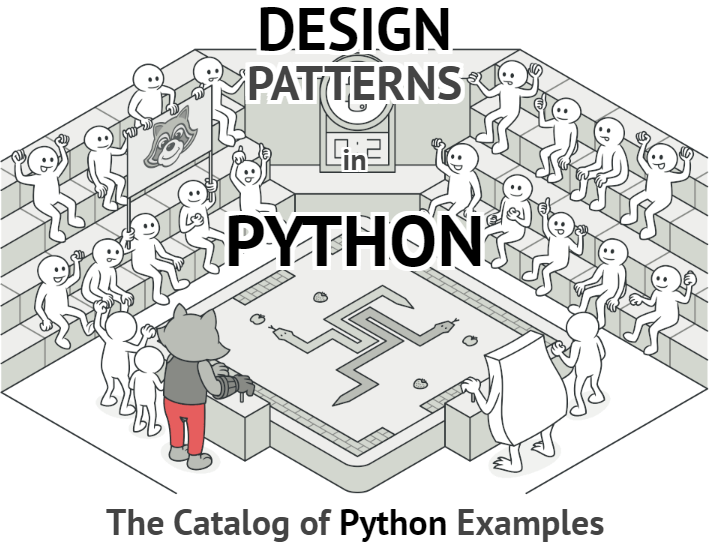 DESIGN
PATTERNS
in
PYTHON
The Catalog of Python Examples